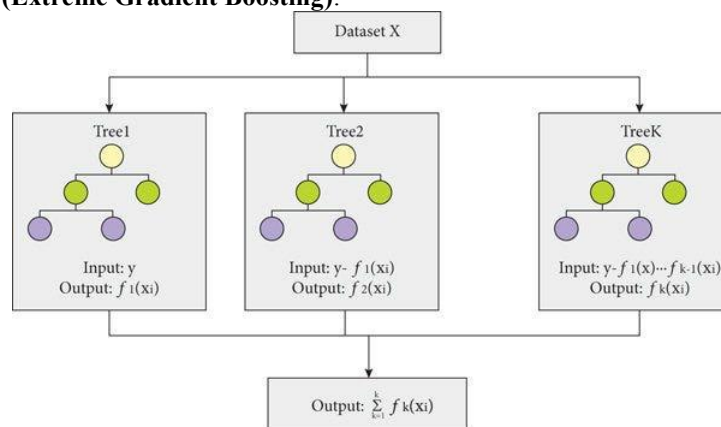 (Extreme Gradient Boosting).
Dataset X
Tree1
Input: y
Output: f 1(xi)
Tree2
Input: y- f 1(xi)
Output: f 2(xi)
TreeK
Input: y- f 1(x)··· f k-1(xi)
Output: f k(xi)
Output: k∑k=1 f k(xi)